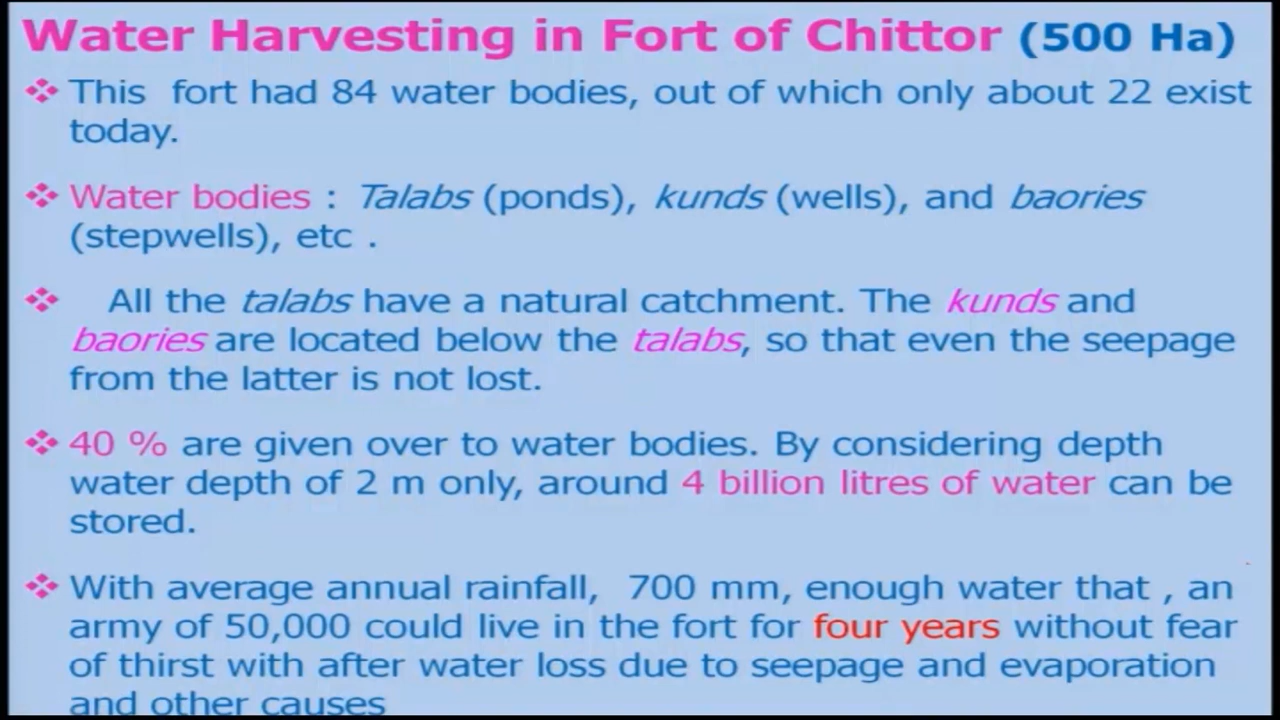 Water Harvesting in Fort of Chittor (500 Ha)
❖ This fort had 84 water bodies, out of which only about 22 exist
today.
❖ Water bodies : Talabs (ponds), kunds (wells), and baories
(stepwells), etc .
❖ All the talabs have a natural catchment. The kunds and
baories are located below the talabs, so that even the seepage
from the latter is not lost.
❖ 40 % are given over to water bodies. By considering depth
water depth of 2 m only, around 4 billion litres of water can be
stored.
❖ With average annual rainfall, 700 mm, enough water that , an
army of 50,000 could live in the fort for four years without fear
of thirst with after water loss due to seepage and evaporation
and other causes